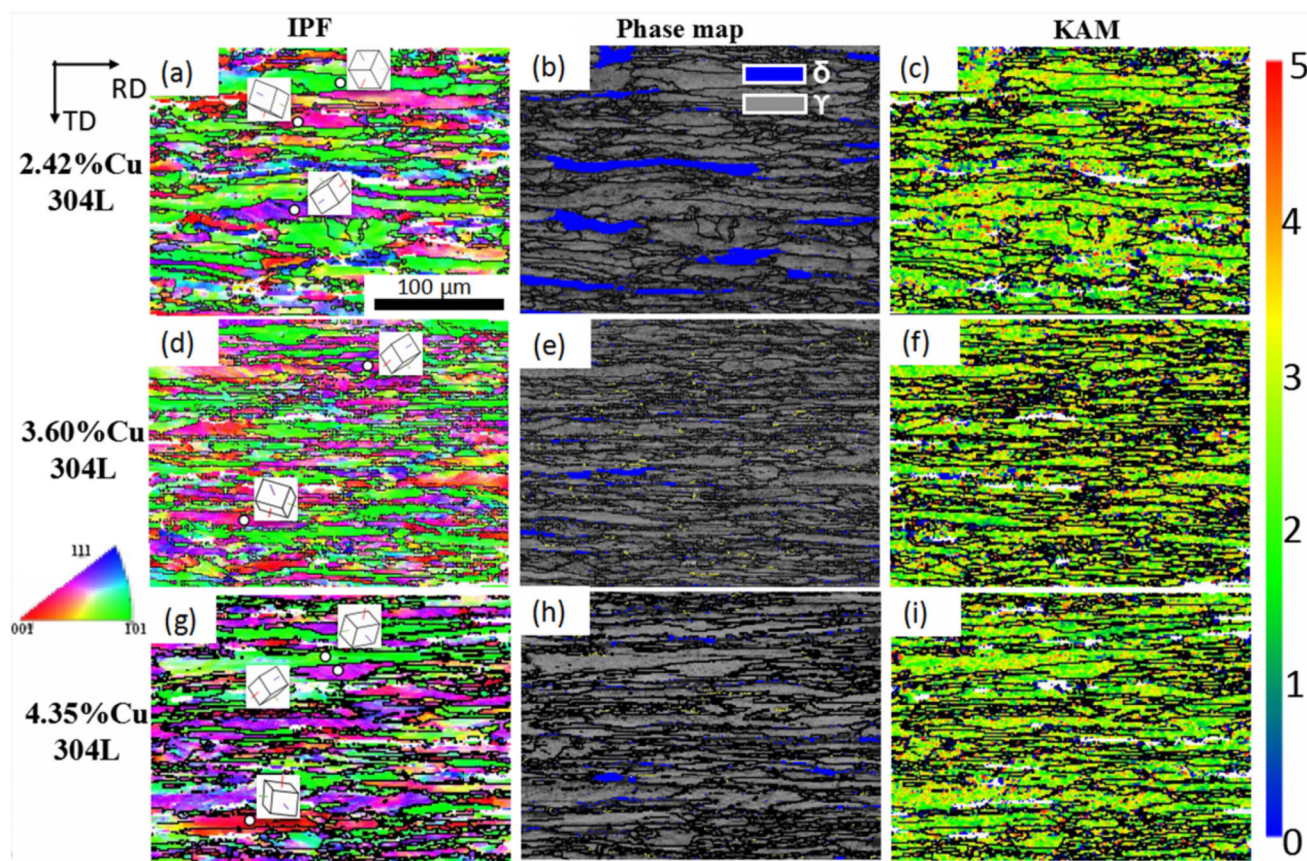 IPF
Phase map
KAM
RD
TD
(a)
(b)
δ
γ
(c)
5
2.42%Cu
304L
100 μm
4
(d)
(e)
(f)
3
3.60%Cu
304L
2
111
001
101
(g)
(h)
(i)
1
4.35%Cu
304L
0